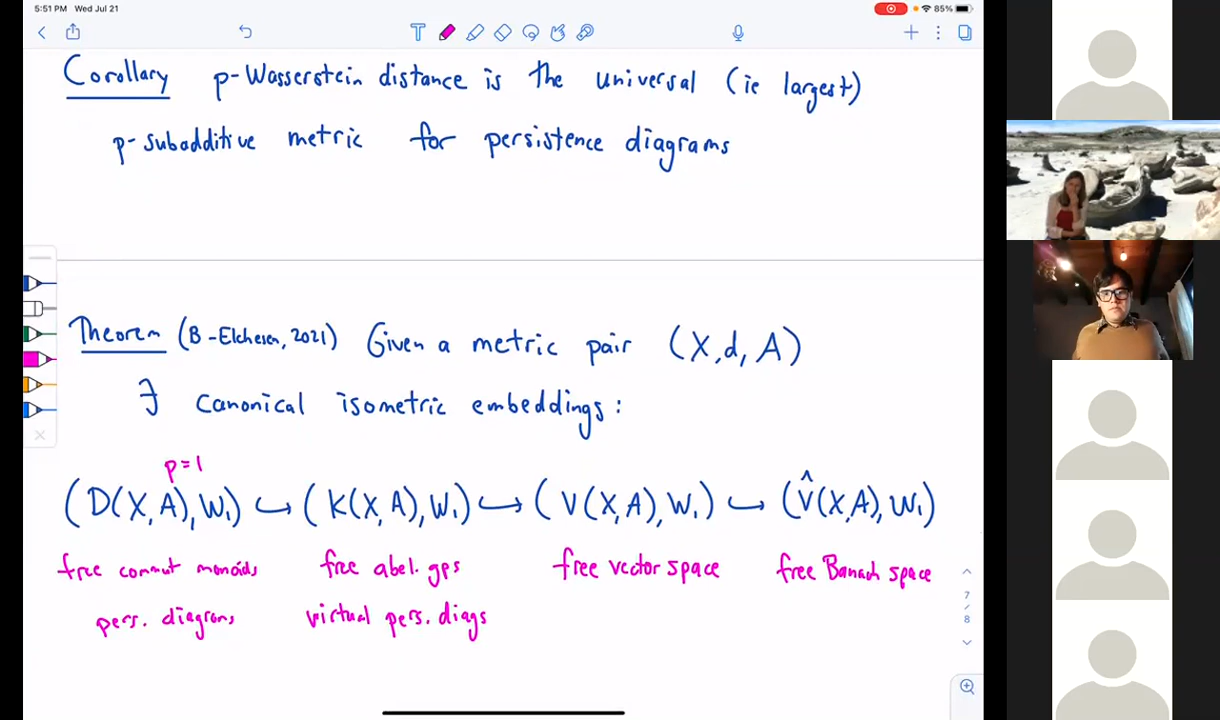 5:51 PM Wed Jul 21
85%
Corollary p-Wasserstein distance is the universal (ie largest)
p-subadditive metric for persistence diagrams
Theorem (B-Elchesen, 2021) Given a metric pair (X, d, A)
∃ canonical isometric embeddings:
p=1
(D(X,A), W₁) ↪ (K(X,A), W₁) ↪ (V(X,A), W₁) ↪ (V̂(X,A), W₁)
free commut monoids free abel. gps free vector space free Banach space
pers. diagrams virtual pers. diags
7
/
8